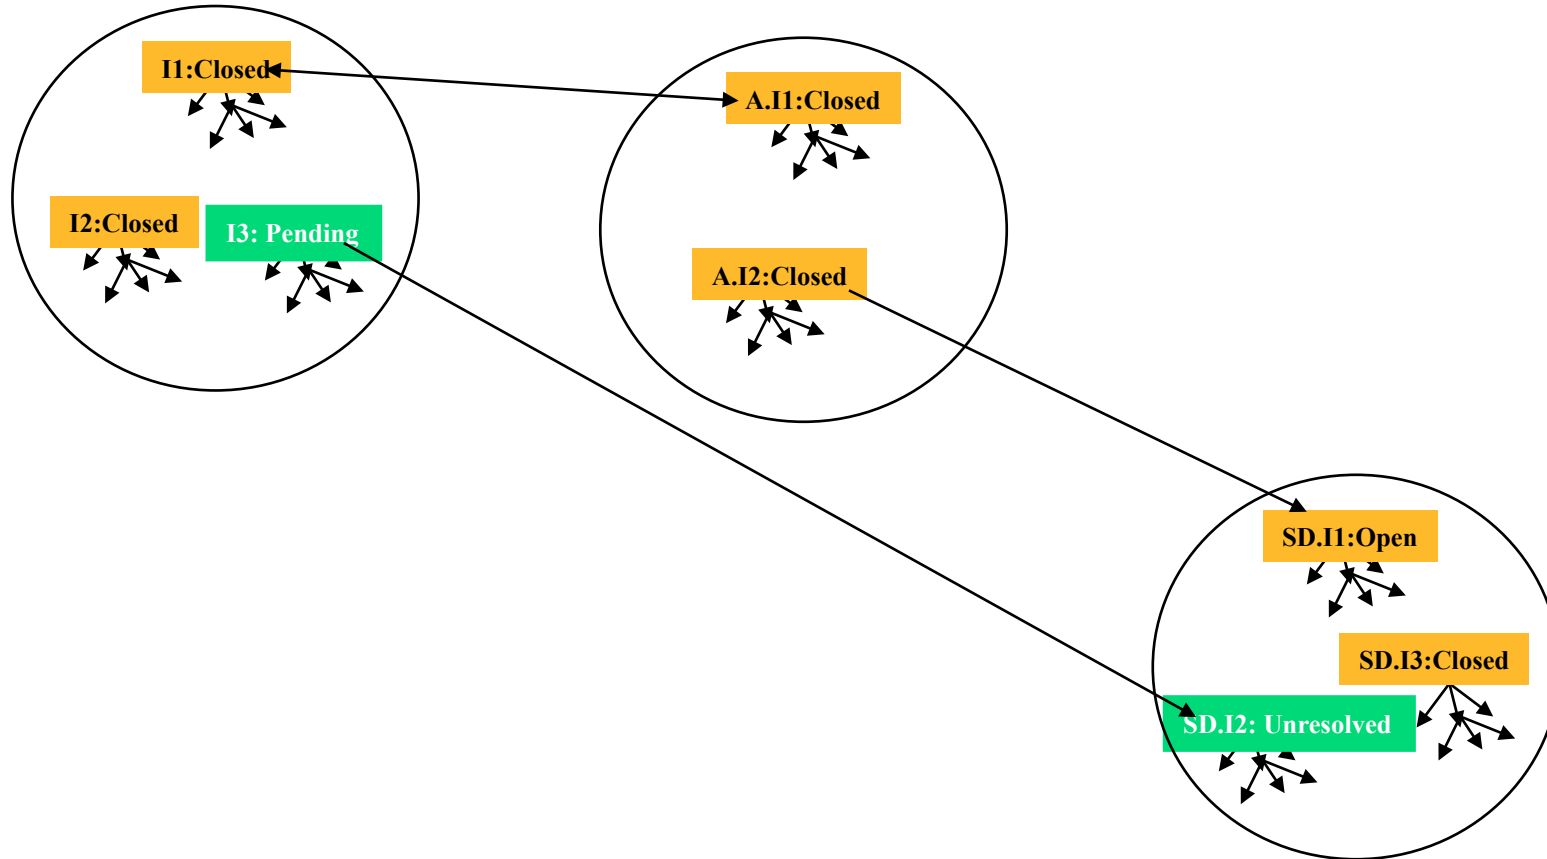 I1:Closed
A.I1:Closed
I2:Closed
I3: Pending
A.I2:Closed
SD.I1:Open
SD.I3:Closed
SD.I2: Unresolved